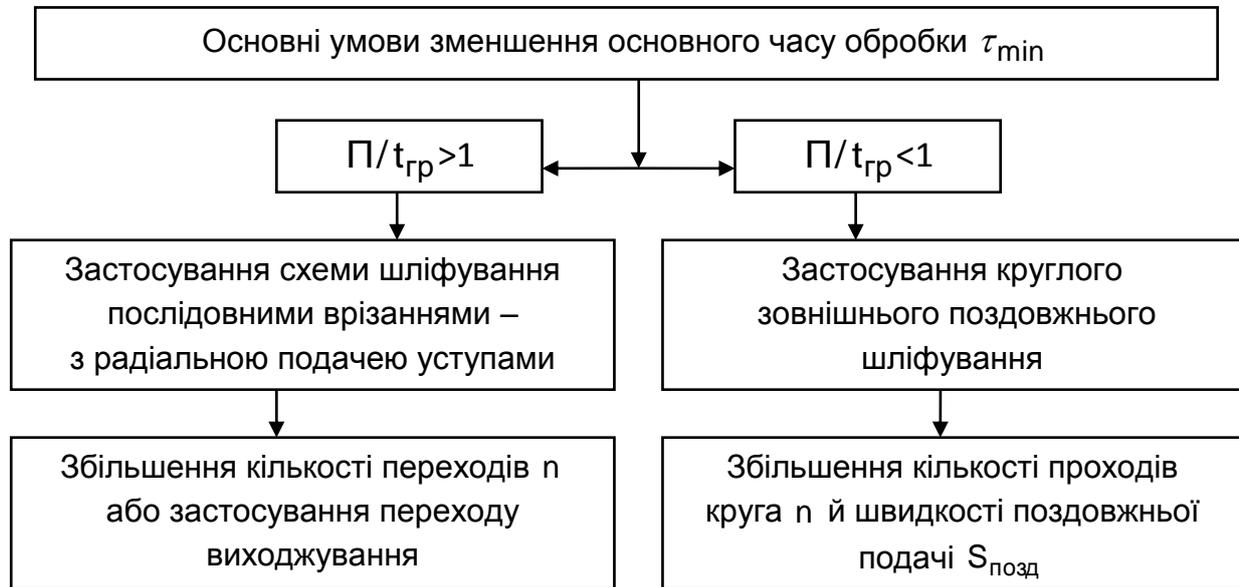 Основні умови зменшення основного часу обробки τmin
П/tгр>1
П/tгр<1
Застосування схеми шліфування
послідовними врізаннями –
з радіальною подачею уступами
Застосування круглого
зовнішнього поздовжнього
шліфування
Збільшення кількості переходів n
або застосування переходу
виходжування
Збільшення кількості проходів
круга n й швидкості поздовжньої
подачі Sпозд